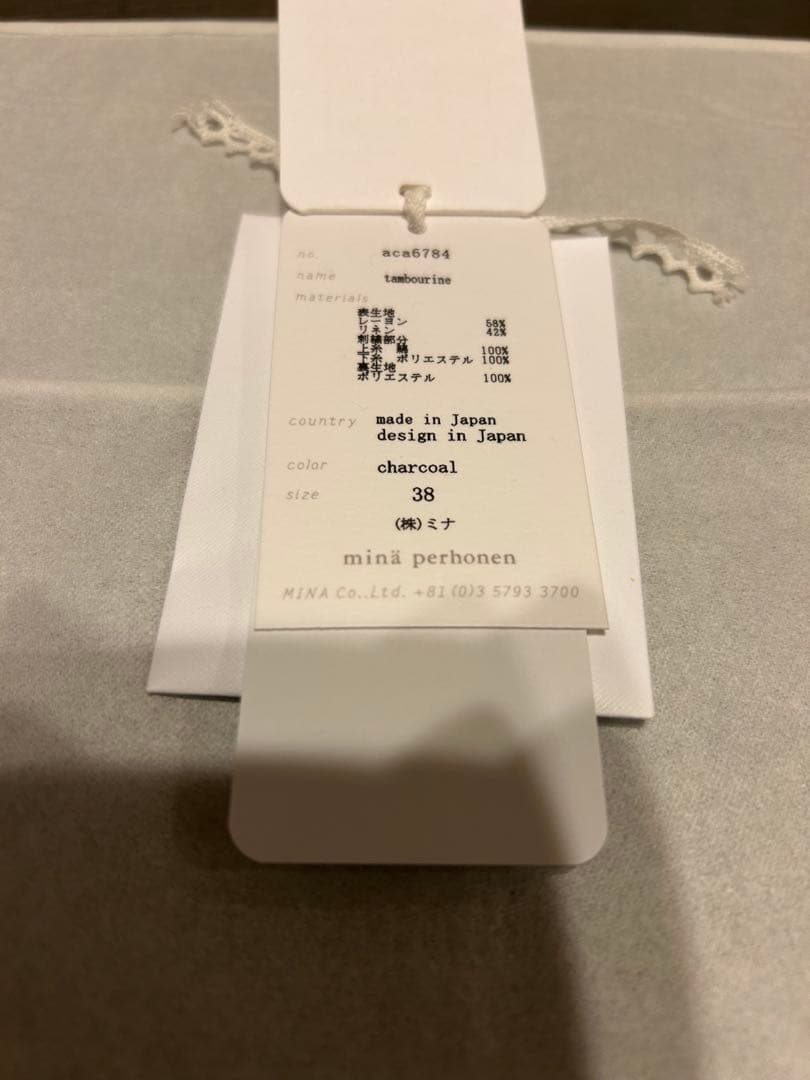 no. aca6784
name tambourine
materials
表生地
レーヨン 58%
リネン 42%
刺繍部分
上糸 綿 100%
下糸 ポリエステル 100%
裏生地
ポリエステル 100%
country made in Japan
design in Japan
color charcoal
size 38
(株)ミナ
minä perhonen
MINA Co.,Ltd. +81(0)3 5793 3700